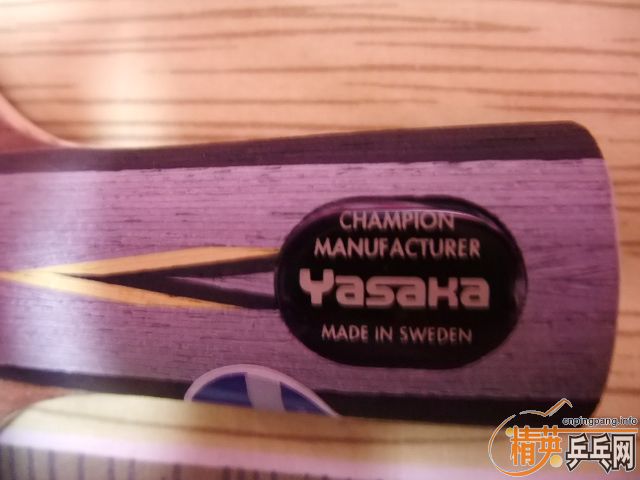 CHAMPION
MANUFACTURER
Yasaka
MADE IN SWEDEN
cnpingpang.info
精英乒乓网